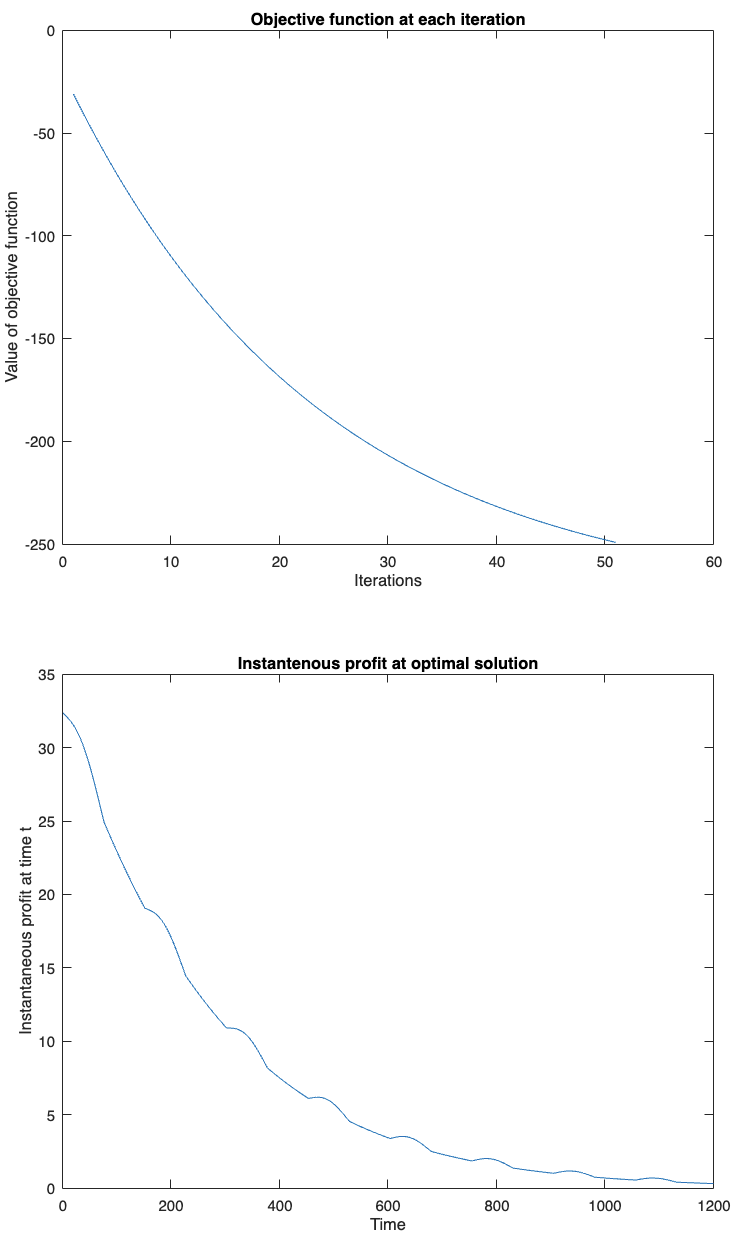 Objective function at each iteration
Value of objective function
0
-50
-100
-150
-200
-250
0 10 20 30 40 50 60
Iterations
Instantenous profit at optimal solution
Instantaneous profit at time t
35
30
25
20
15
10
5
0
0 200 400 600 800 1000 1200
Time